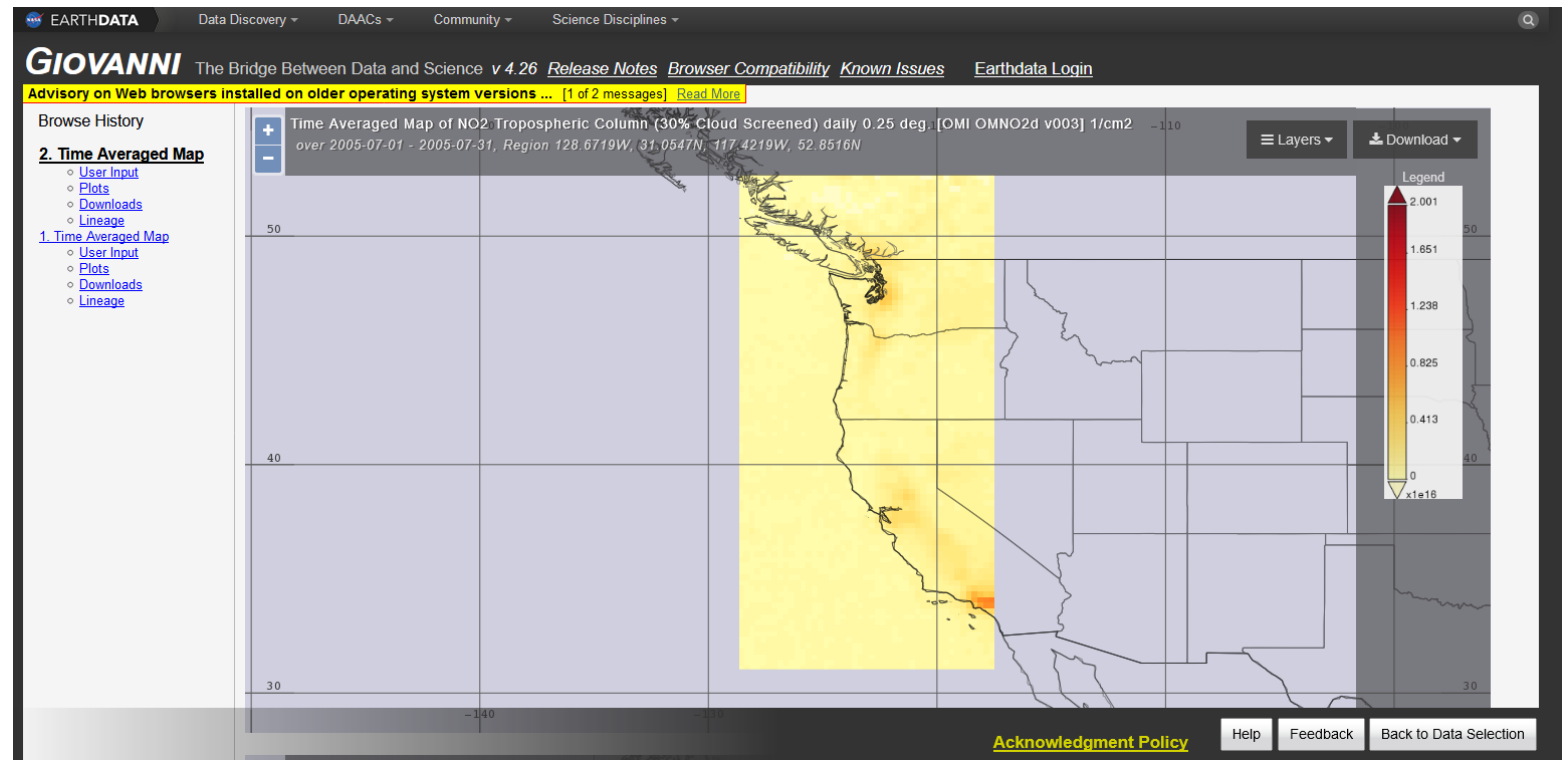 EARTHDATA Data Discovery DAACs Community Science Disciplines
GIOVANNI The Bridge Between Data and Science v 4.26 Release Notes Browser Compatibility Known Issues Earthdata Login
Advisory on Web browsers installed on older operating system versions ... [1 of 2 messages] Read More
Browse History
2. Time Averaged Map
User Input
Plots
Downloads
Lineage
1. Time Averaged Map
User Input
Plots
Downloads
Lineage
+
−
Time Averaged Map of NO2 Tropospheric Column (30% Cloud Screened) daily 0.25 deg. [OMI OMNO2d v003] 1/cm2
over 2005-07-01 - 2005-07-31, Region 128.6719W, 31.0547N, 117.4219W, 52.8516N
-110
Layers
Download
Legend
2.001
1.651
1.238
0.825
0.413
0
x1e16
50
50
40
40
30
30
-140
-130
Acknowledgment Policy
Help
Feedback
Back to Data Selection